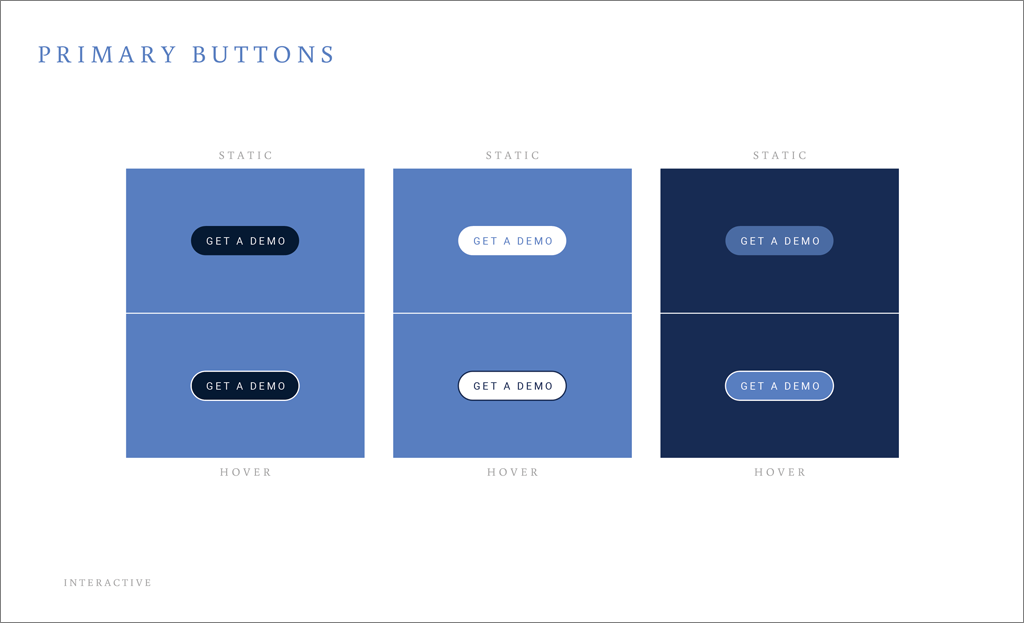 PRIMARY BUTTONS
STATIC STATIC STATIC
GET A DEMO GET A DEMO GET A DEMO
GET A DEMO GET A DEMO GET A DEMO
HOVER HOVER HOVER
INTERACTIVE